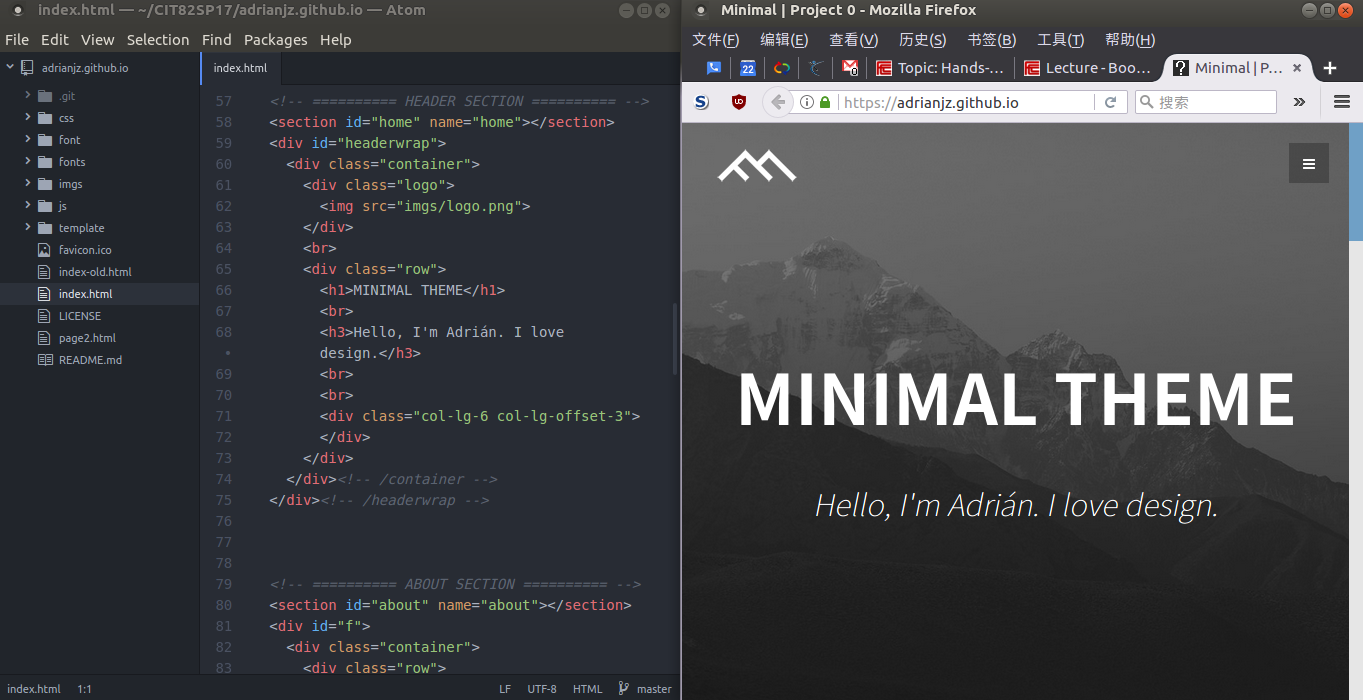 index.html — ~/CIT82SP17/adrianjz.github.io — Atom
File Edit View Selection Find Packages Help
adrianjz.github.io
.git
css
font
fonts
imgs
js
template
favicon.ico
index-old.html
index.html
LICENSE
page2.html
README.md
index.html
57 <!-- ========== HEADER SECTION ========== -->
58 <section id="home" name="home"></section>
59 <div id="headerwrap">
60 <div class="container">
61 <div class="logo">
62 <img src="imgs/logo.png">
63 </div>
64 <br>
65 <div class="row">
66 <h1>MINIMAL THEME</h1>
67 <br>
68 <h3>Hello, I'm Adrián. I love
• design.</h3>
69 <br>
70 <br>
71 <div class="col-lg-6 col-lg-offset-3">
72 </div>
73 </div>
74 </div><!-- /container -->
75 </div><!-- /headerwrap -->
76
77
78
79 <!-- ========== ABOUT SECTION ========== -->
80 <section id="about" name="about"></section>
81 <div id="f">
82 <div class="container">
83 <div class="row">
index.html 1:1 LF UTF-8 HTML master
Minimal | Project 0 - Mozilla Firefox
文件(F) 编辑(E) 查看(V) 历史(S) 书签(B) 工具(T) 帮助(H)
22 Topic: Hands-... Lecture - Boo... Minimal | P... × +
https://adrianjz.github.io 搜索 »
MINIMAL THEME
Hello, I'm Adrián. I love design.